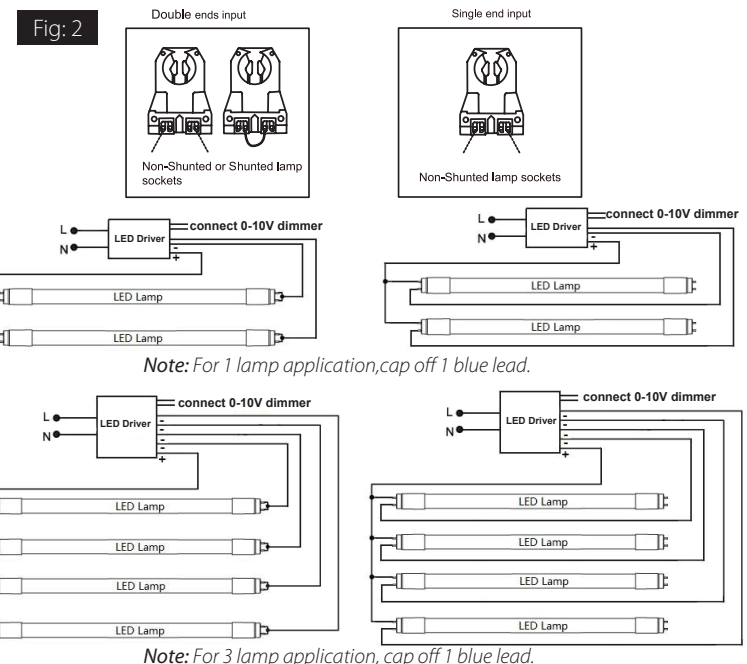 Fig: 2
Double ends input
Single end input
Non-Shunted or Shunted lamp
sockets
Non-Shunted lamp sockets
L
N
LED Driver
connect 0-10V dimmer
-
+
LED Lamp
LED Lamp
L
N
LED Driver
connect 0-10V dimmer
-
+
LED Lamp
LED Lamp
Note: For 1 lamp application,cap off 1 blue lead.
L
N
LED Driver
connect 0-10V dimmer
-
-
-
-
+
LED Lamp
LED Lamp
LED Lamp
LED Lamp
L
N
LED Driver
connect 0-10V dimmer
-
-
-
-
+
LED Lamp
LED Lamp
LED Lamp
LED Lamp
Note: For 3 lamp application, cap off 1 blue lead.